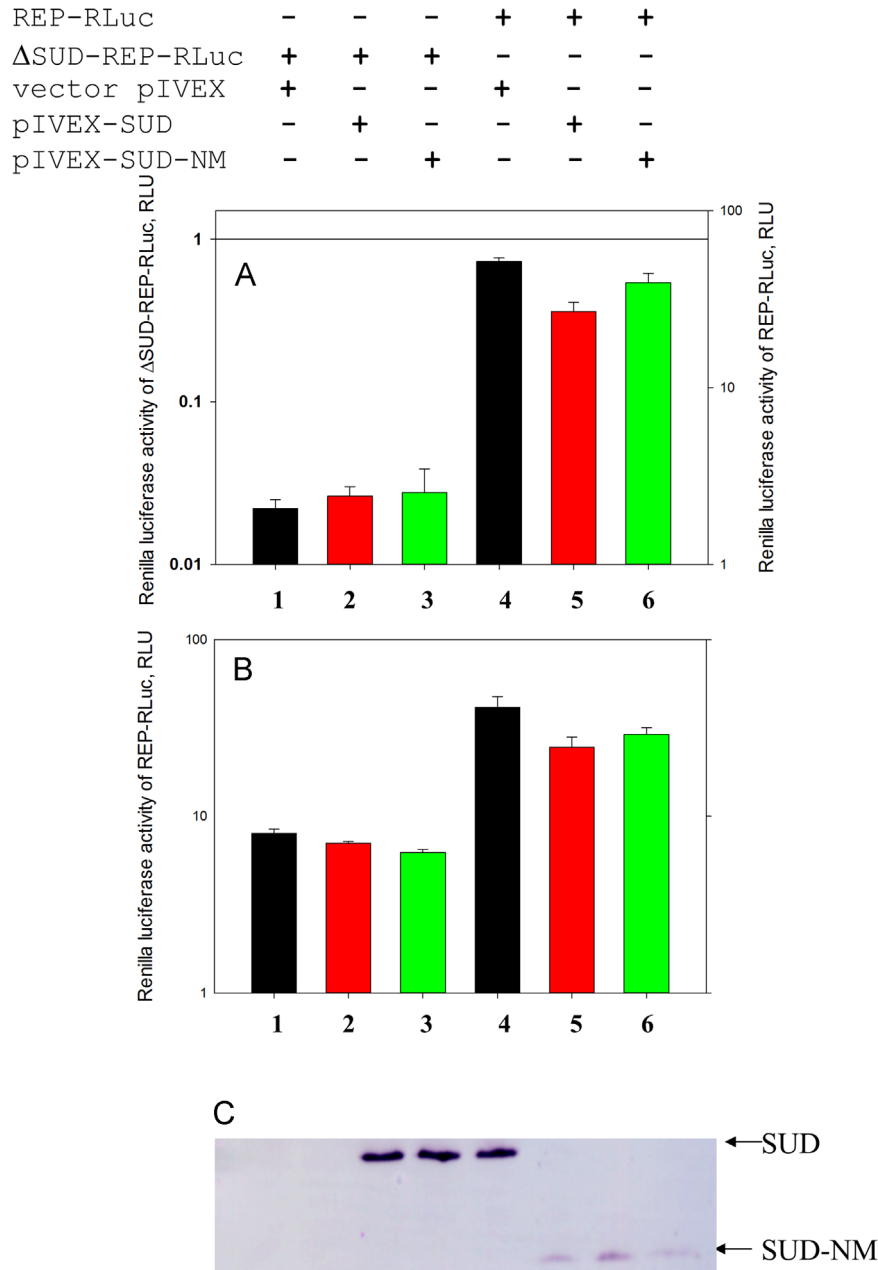 REP-RLuc − − − + + +
ΔSUD-REP-RLuc + + + − − −
vector pIVEX + − − + − −
pIVEX-SUD − + − − + −
pIVEX-SUD-NM − − + − − +
A
Renilla luciferase activity of ΔSUD-REP-RLuc, RLU
1
0.1
0.01
Renilla luciferase activity of REP-RLuc, RLU
100
10
1
1 2 3 4 5 6
B
Renilla luciferase activity of REP-RLuc, RLU
100
10
1
1 2 3 4 5 6
C
SUD
SUD-NM